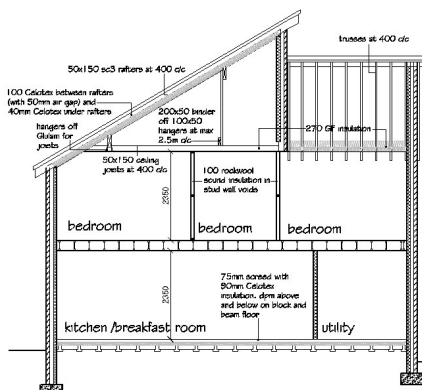 trusses at 400 c/c
50x150 sc3 rafters at 400 c/c
100 Celotex between rafters
(with 50mm air gap) and
40mm Celotex under rafters
200x50 binder
off 100x50
hangers at max
2.5m c/c
hangers off
Glulam for
joists
270 GF insulation
50x150 ceiling
joists at 400 c/c
100 rockwool
sound insulation in
stud wall voids
2350
bedroom
bedroom
bedroom
75mm screed with
90mm Celotex
insulation. dpm above
and below on block and
beam floor
2350
kitchen /breakfast room
utility